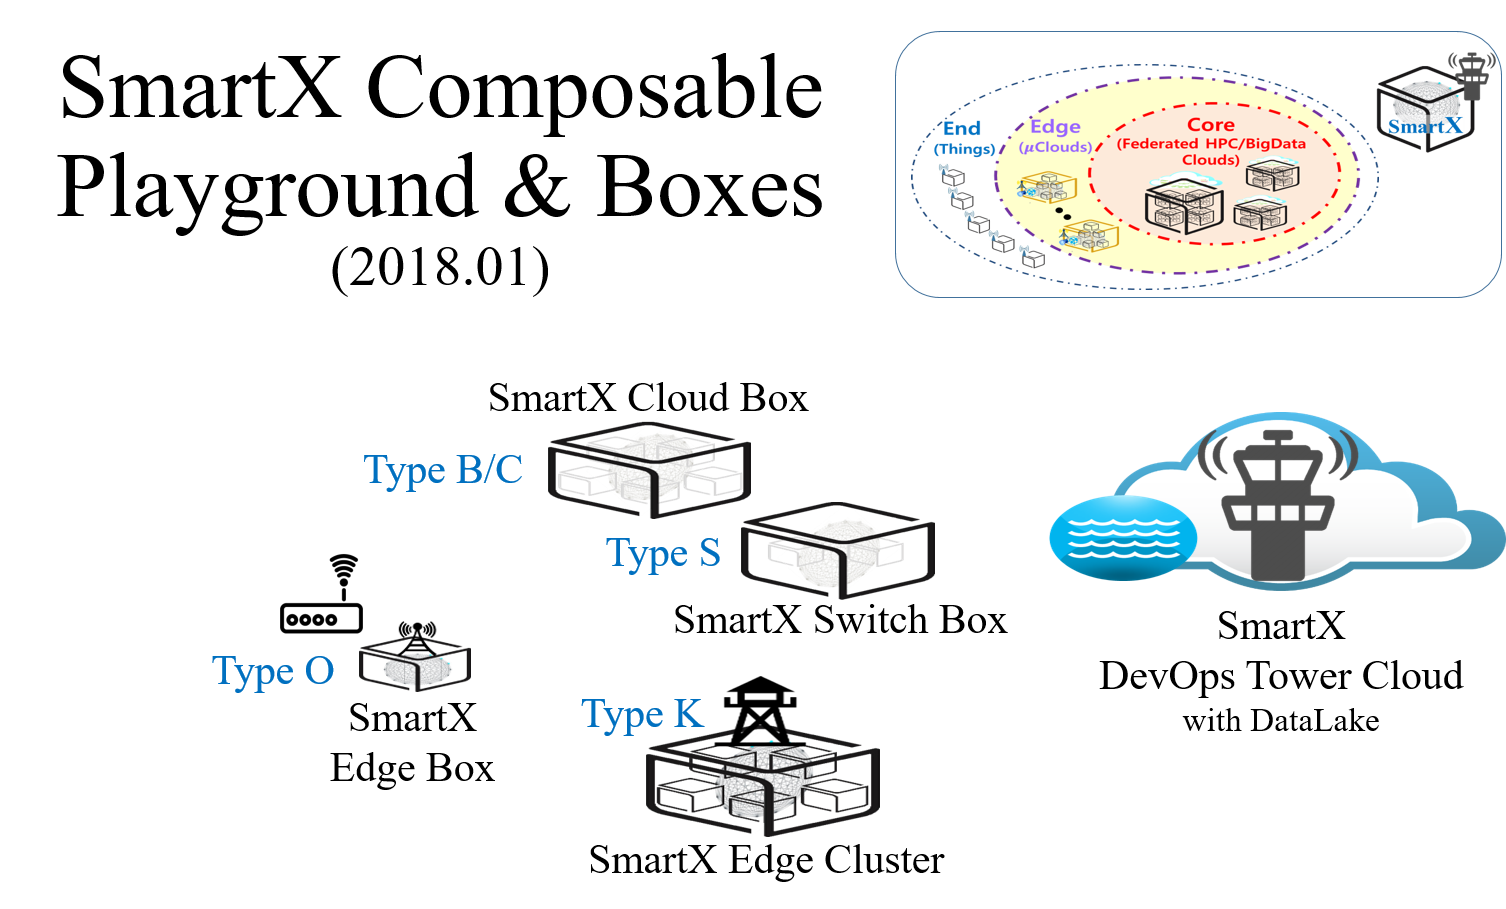 SmartX Composable
Playground & Boxes
(2018.01)
End
(Things)
Edge
(μClouds)
Core
(Federated HPC/BigData
Clouds)
SmartX
SmartX Cloud Box
Type B/C
Type S
SmartX Switch Box
Type O
SmartX
Edge Box
Type K
SmartX Edge Cluster
SmartX
DevOps Tower Cloud
with DataLake